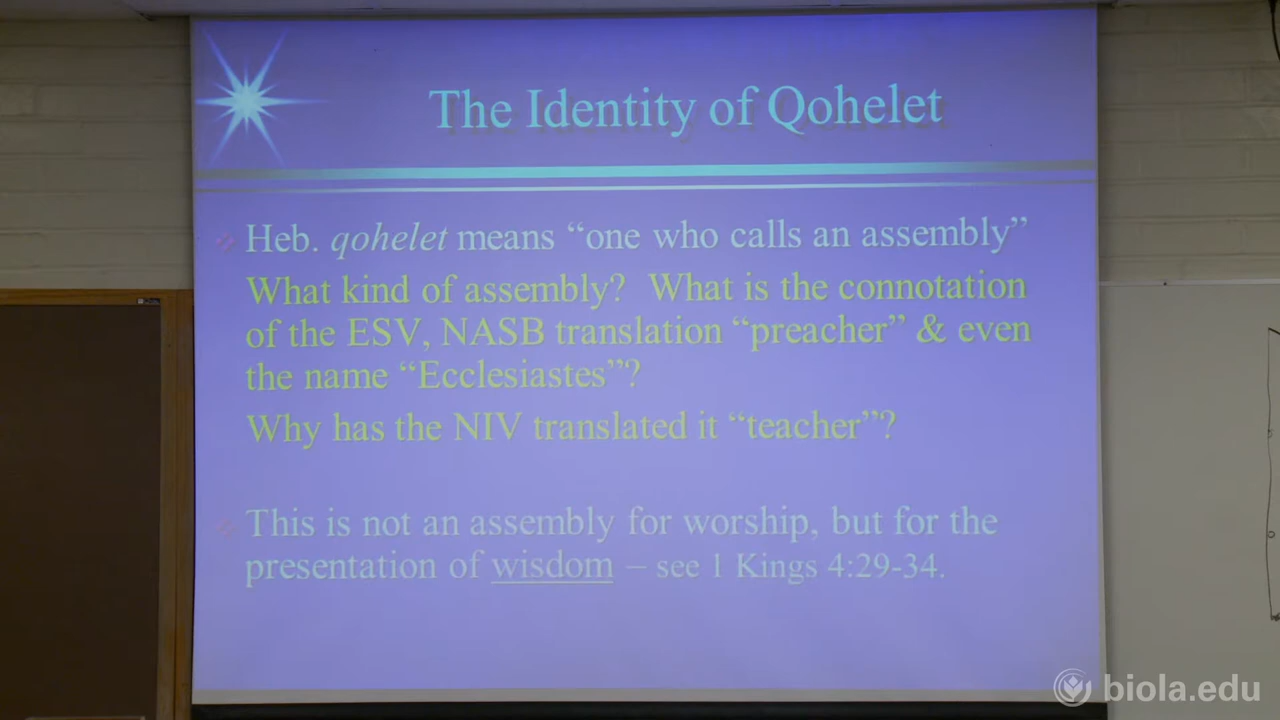 The Identity of Qohelet
Heb. qohelet means “one who calls an assembly”
What kind of assembly? What is the connotation
of the ESV, NASB translation “preacher” & even
the name “Ecclesiastes”?
Why has the NIV translated it “teacher”?
This is not an assembly for worship, but for the
presentation of wisdom – see 1 Kings 4:29-34.
biola.edu